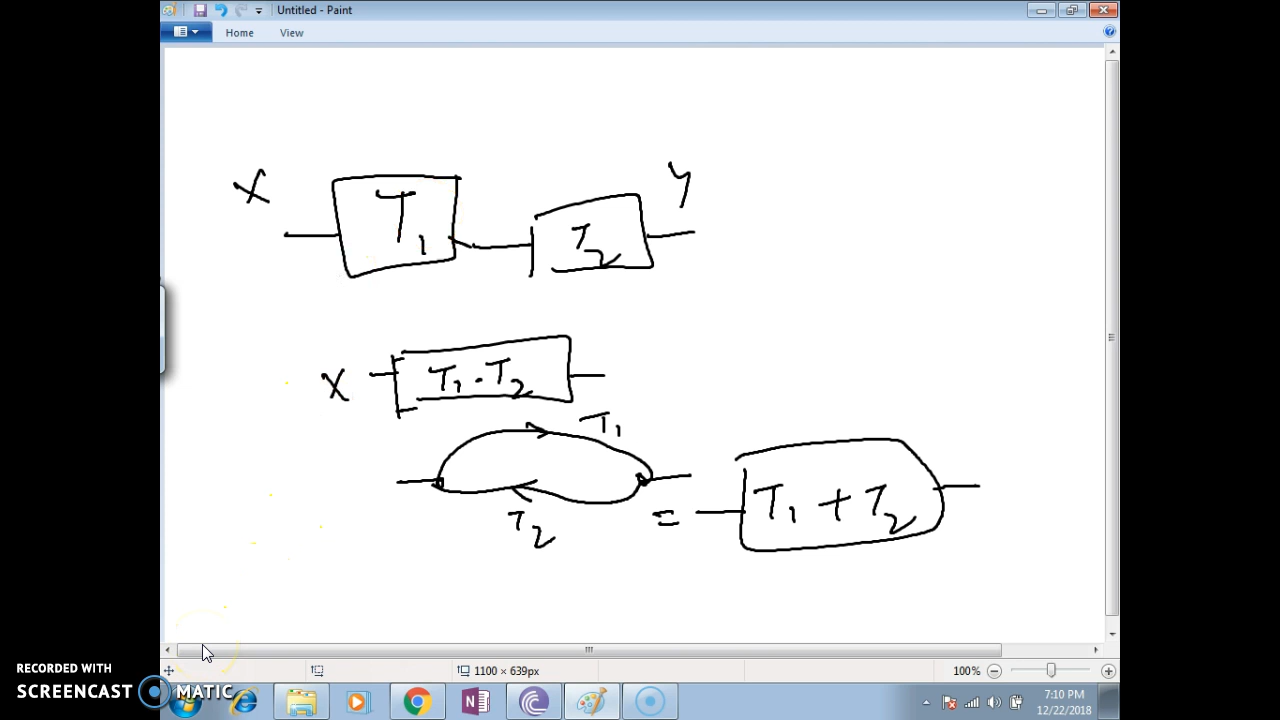 Untitled - Paint
Home View
X T1 T2 y
X T1 . T2
T1
T2
= T1 + T2
1100 × 639px 100%
RECORDED WITH
SCREENCAST MATIC
7:10 PM
12/22/2018